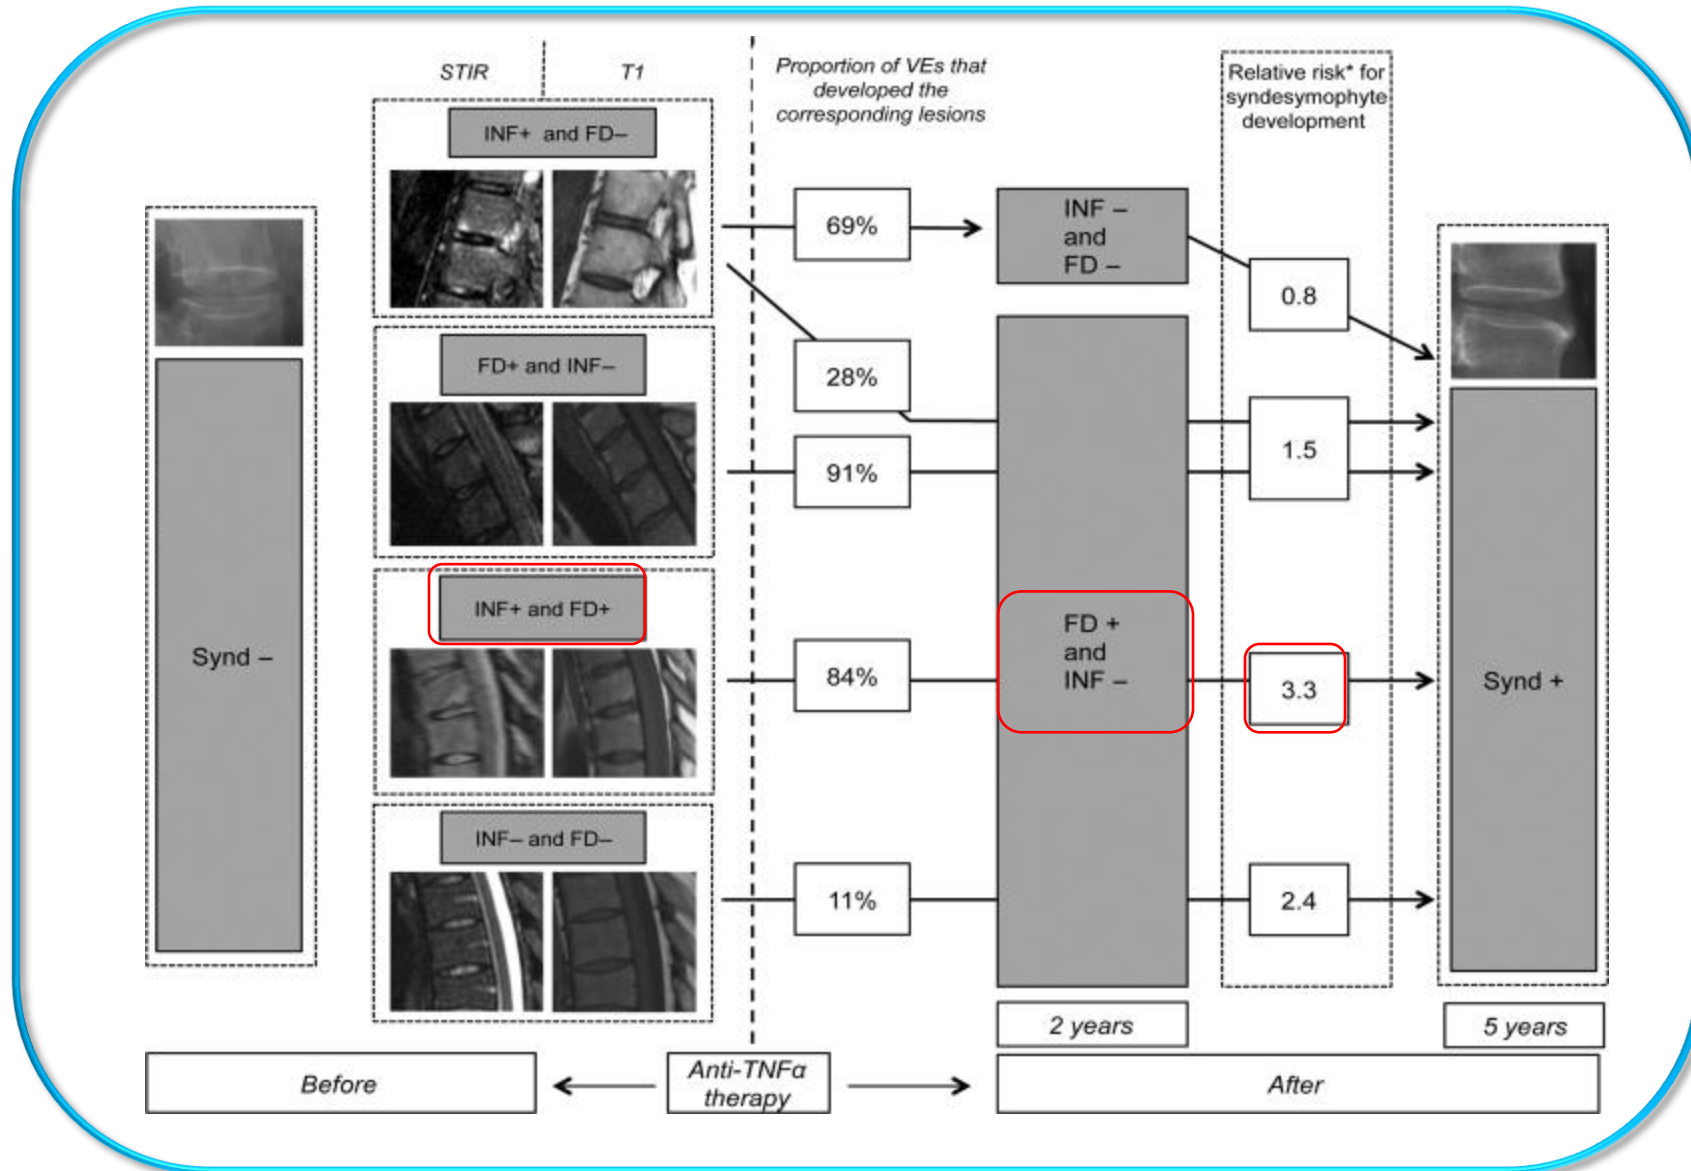 STIR
T1
Proportion of VEs that
developed the
corresponding lesions
Relative risk* for
syndesymophyte
development
INF+ and FD–
69%
INF –
and
FD –
0.8
FD+ and INF–
28%
91%
1.5
INF+ and FD+
Synd –
84%
FD +
and
INF –
3.3
Synd +
INF– and FD–
11%
2.4
2 years
5 years
Before
Anti-TNFα
therapy
After